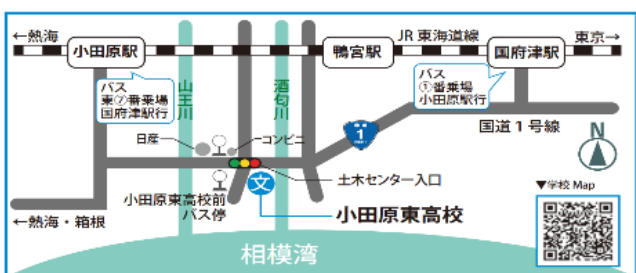 ←熱海
小田原駅
鴨宮駅
JR 東海道線
国府津駅
東京→
バス
東⑦番乗場
国府津駅行
山王川
酒匂川
バス
①番乗場
小田原駅行
国道1号線
日産
コンビニ
1
N
土木センター入口
文
小田原東高校前
バス停
小田原東高校
▼学校 Map
←熱海・箱根
相模湾